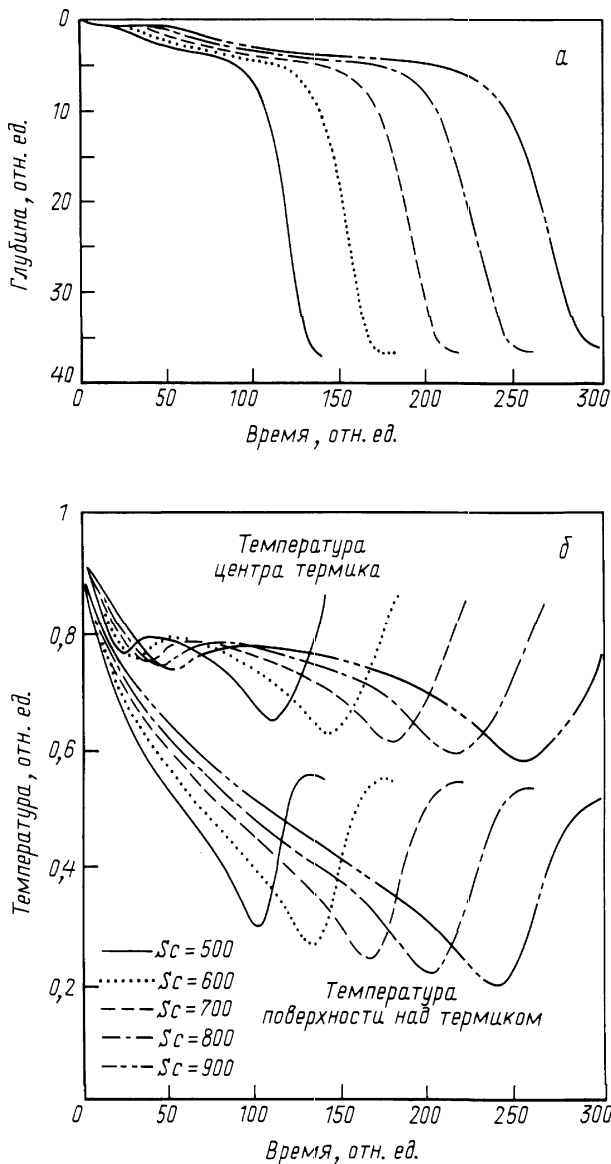 а
Глубина, отн. ед.
0
10
20
30
40
0
50
100
150
200
250
300
Время, отн. ед.
б
Температура
центра термика
Температура, отн. ед.
1
0,8
0,6
0,4
0,2
Sc=500
Sc=600
Sc=700
Sc=800
Sc=900
Температура
поверхности над термиком
0
50
100
150
200
250
300
Время, отн. ед.